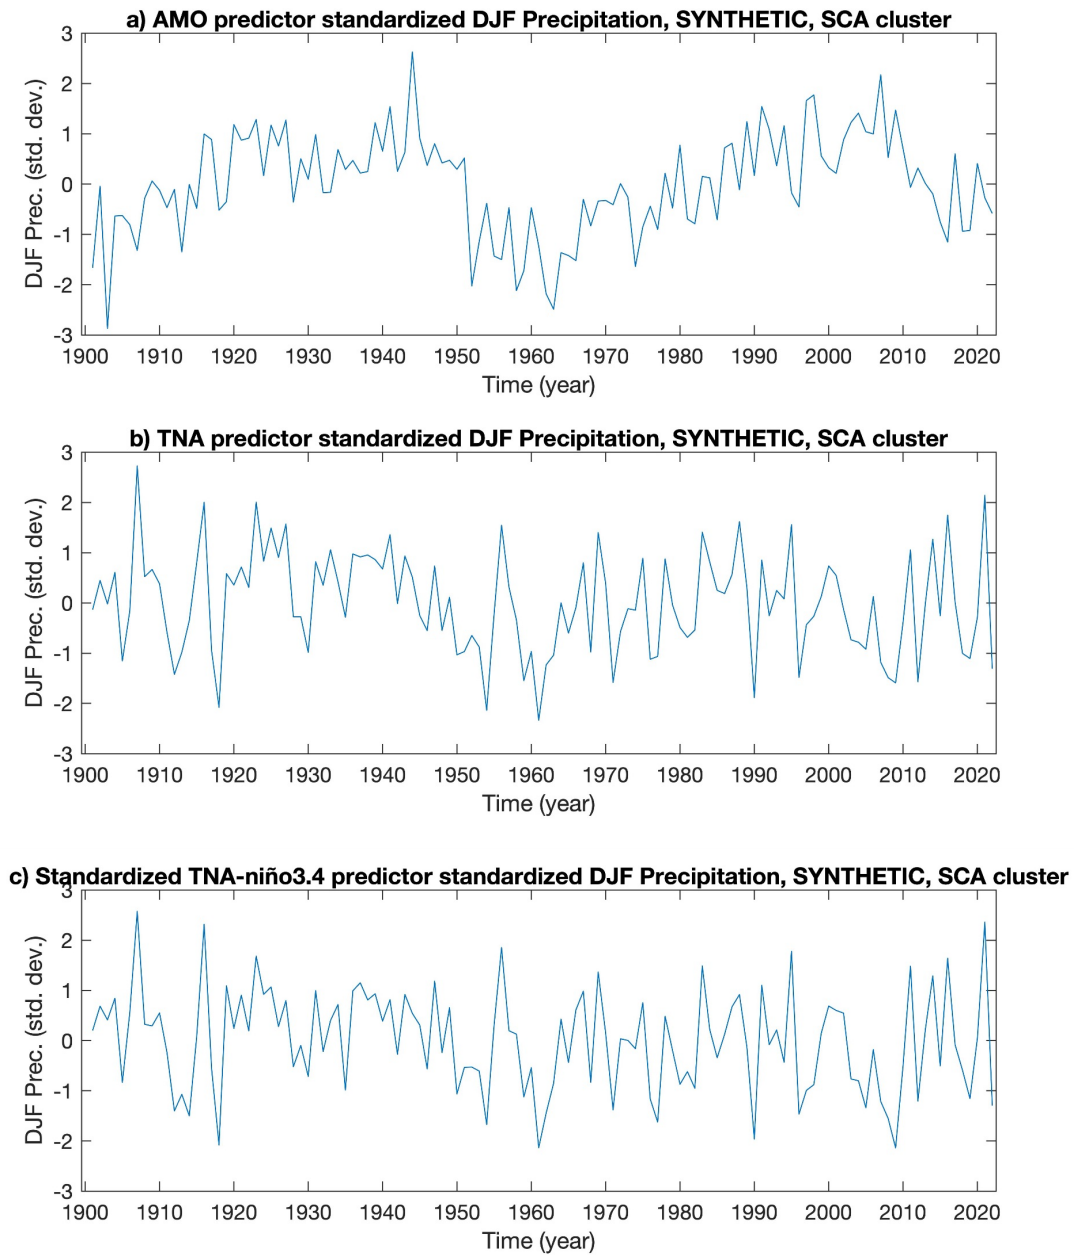 a) AMO predictor standardized DJF Precipitation, SYNTHETIC, SCA cluster
3
2
1
0
-1
-2
-3
DJF Prec. (std. dev.)
1900 1910 1920 1930 1940 1950 1960 1970 1980 1990 2000 2010 2020
Time (year)
b) TNA predictor standardized DJF Precipitation, SYNTHETIC, SCA cluster
3
2
1
0
-1
-2
-3
DJF Prec. (std. dev.)
1900 1910 1920 1930 1940 1950 1960 1970 1980 1990 2000 2010 2020
Time (year)
c) Standardized TNA-niño3.4 predictor standardized DJF Precipitation, SYNTHETIC, SCA cluster
3
2
1
0
-1
-2
-3
DJF Prec. (std. dev.)
1900 1910 1920 1930 1940 1950 1960 1970 1980 1990 2000 2010 2020
Time (year)